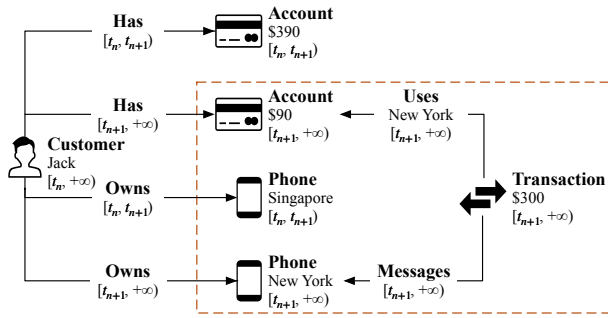 Has
[tₙ, tₙ₊₁)
Account
$390
[tₙ, tₙ₊₁)
Has
[tₙ₊₁, +∞)
Account
$90
[tₙ₊₁, +∞)
Uses
New York
[tₙ₊₁, +∞)
Customer
Jack
[tₙ, +∞)
Owns
[tₙ, tₙ₊₁)
Phone
Singapore
[tₙ, tₙ₊₁)
Transaction
$300
[tₙ₊₁, +∞)
Owns
[tₙ₊₁, +∞)
Phone
New York
[tₙ₊₁, +∞)
Messages
[tₙ₊₁, +∞)